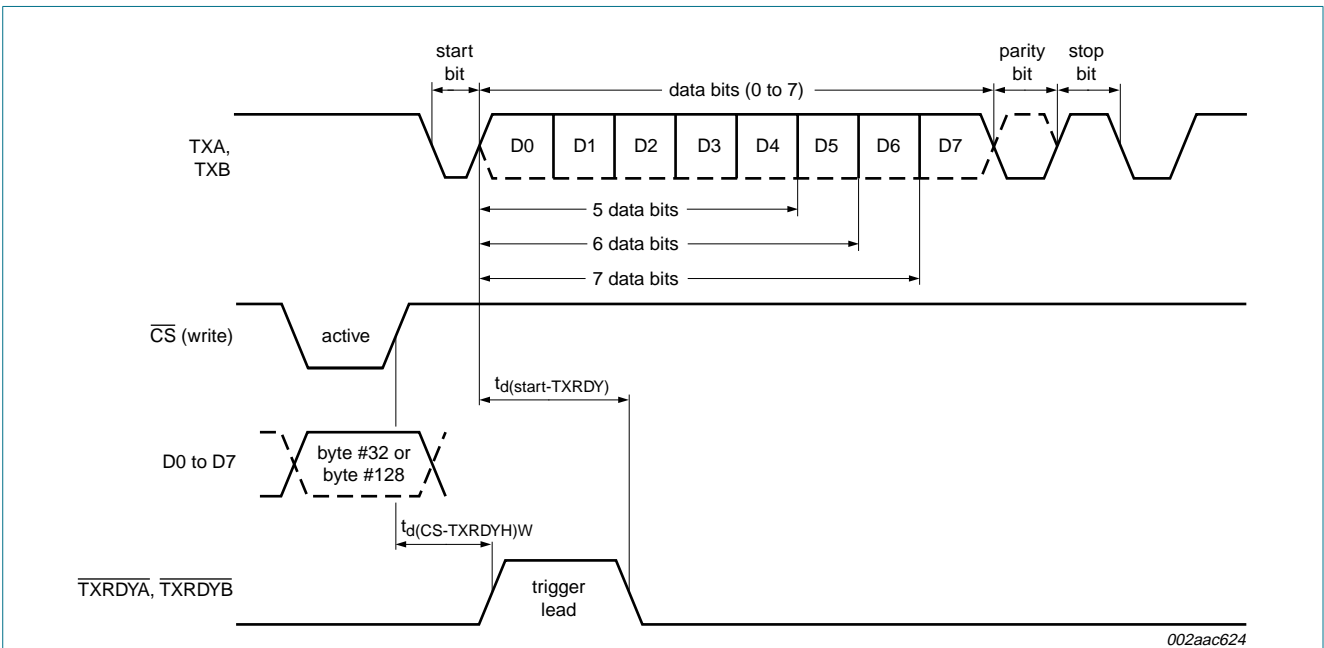 start
bit
parity
bit
stop
bit
data bits (0 to 7)
TXA,
TXB
D0 D1 D2 D3 D4 D5 D6 D7
5 data bits
6 data bits
7 data bits
CS (write)
active
td(start-TXRDY)
D0 to D7
byte #32 or
byte #128
td(CS-TXRDYH)W
TXRDYA, TXRDYB
trigger
lead
002aac624